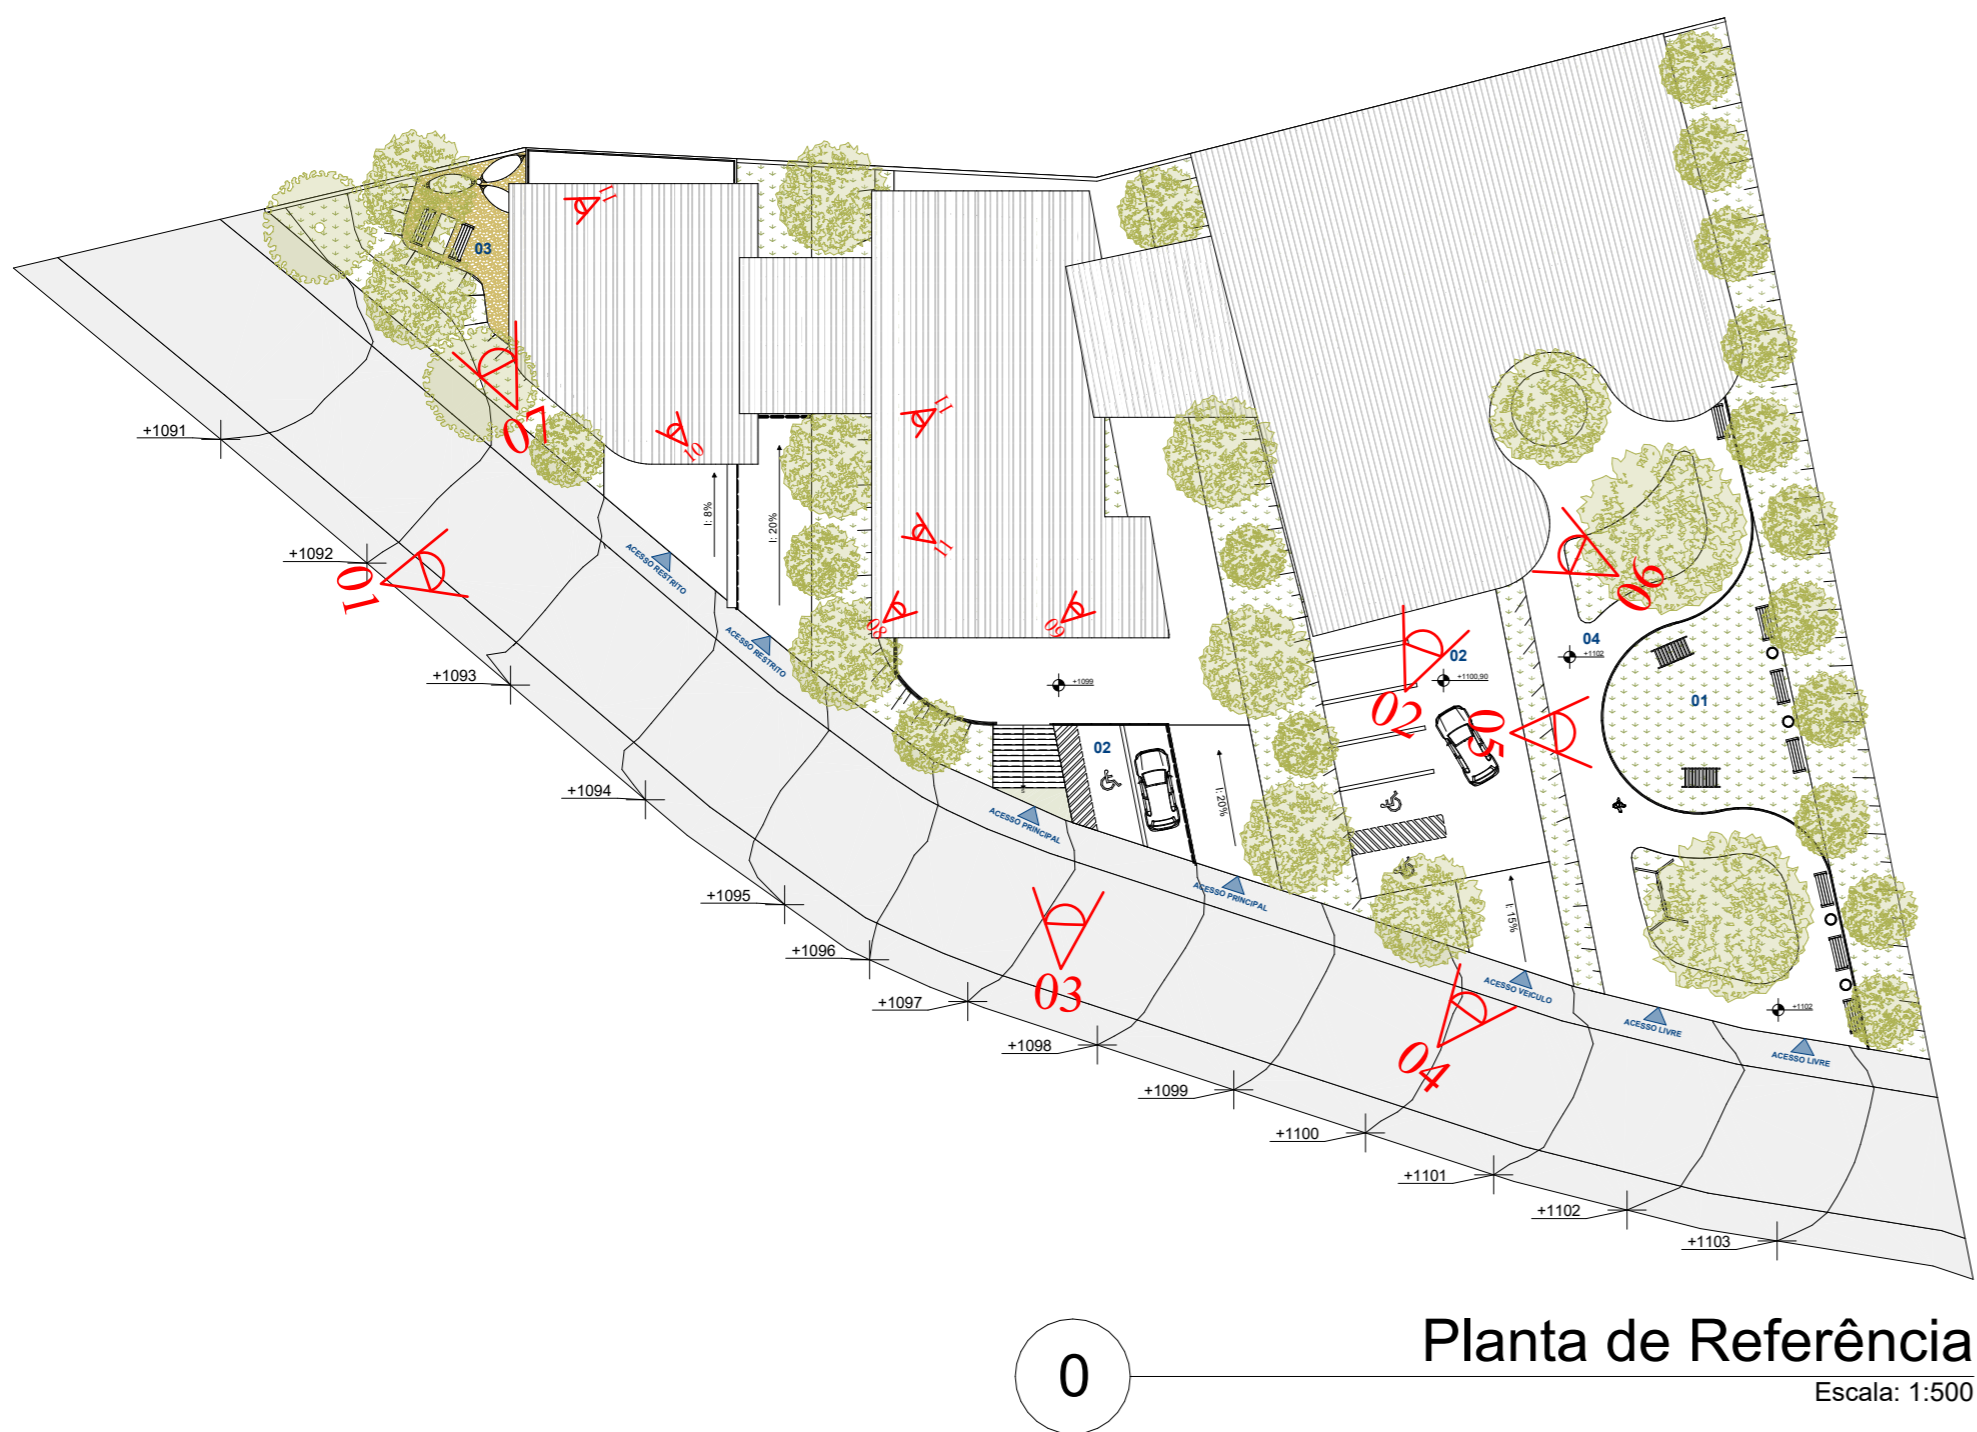 11
03
07
10
11
11
08
09
+1091
+1092
01
+1093
+1094
+1095
+1096
+1097
+1098
+1099
+1100
+1101
+1102
+1103
I: 8%
I: 20%
ACESSO RESTRITO
ACESSO RESTRITO
+1099
02
I: 20%
ACESSO PRINCIPAL
ACESSO PRINCIPAL
03
02
+1100,90
02
05
06
04
+1102
01
I: 15%
ACESSO VEICULO
04
ACESSO LIVRE
ACESSO LIVRE
+1102
0
Planta de Referência
Escala: 1:500